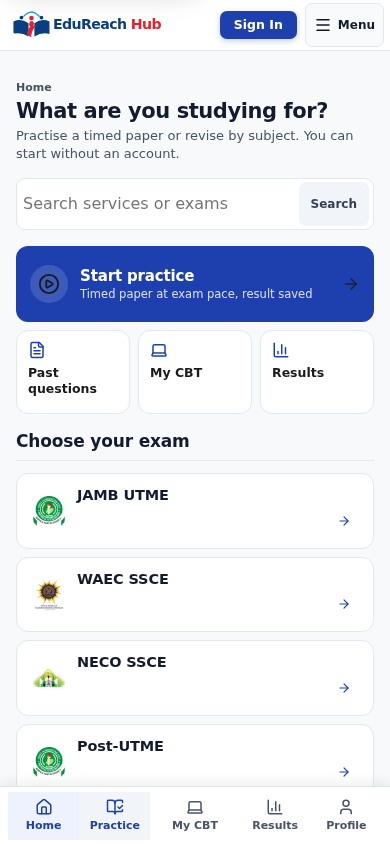 EduReach Hub
Sign In
Menu
Home
What are you studying for?
Practise a timed paper or revise by subject. You can
start without an account.
Search services or exams
Search
Start practice
Timed paper at exam pace, result saved
Past
questions
My CBT
Results
Choose your exam
JAMB UTME
WAEC SSCE
NECO SSCE
Post-UTME
Home
Practice
My CBT
Results
Profile